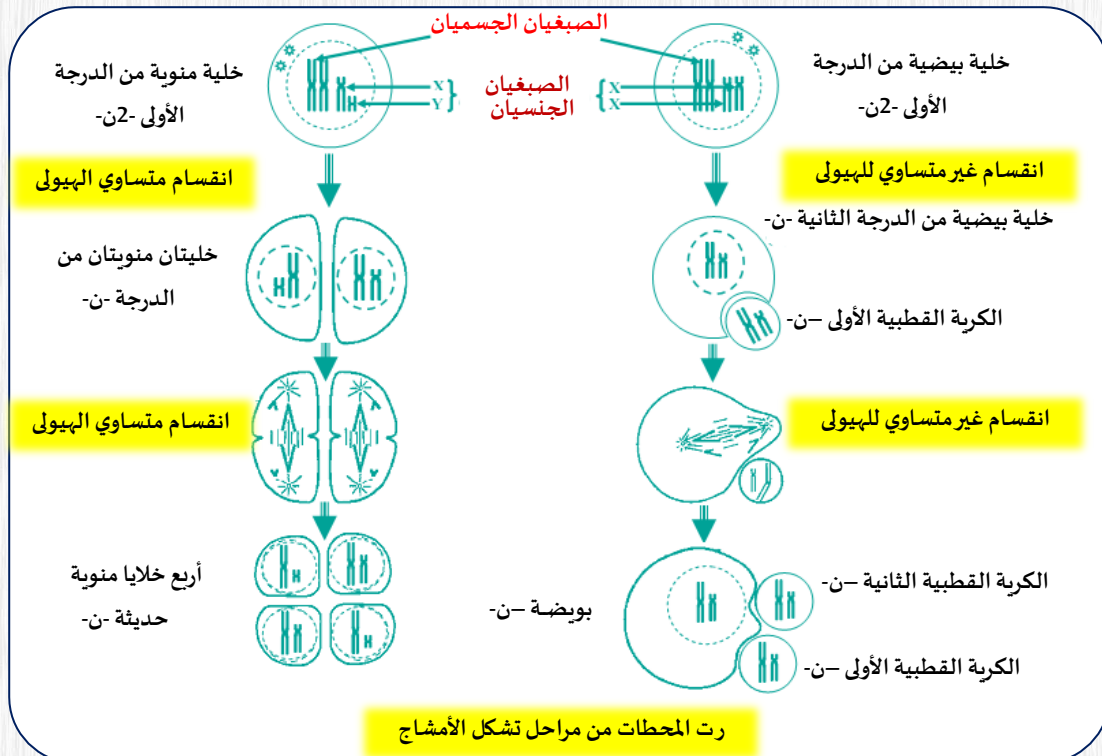 الصبغيان الجسميان
خلية بيضية من الدرجة
الأولى -2ن-
خلية منوية من الدرجة
الأولى -2ن-
X
X
الصبغيان
الجنسيان
X
Y
انقسام غير متساوي للهيولى
انقسام متساوي الهيولى
خلية بيضية من الدرجة الثانية -ن-
الكرية القطبية الأولى –ن-
خليتان منويتان من
الدرجة -ن-
انقسام غير متساوي للهيولى
انقسام متساوي الهيولى
الكرية القطبية الثانية –ن-
بويضة –ن-
الكرية القطبية الأولى –ن-
أربع خلايا منوية
حديثة -ن-
رت المحطات من مراحل تشكل الأمشاج